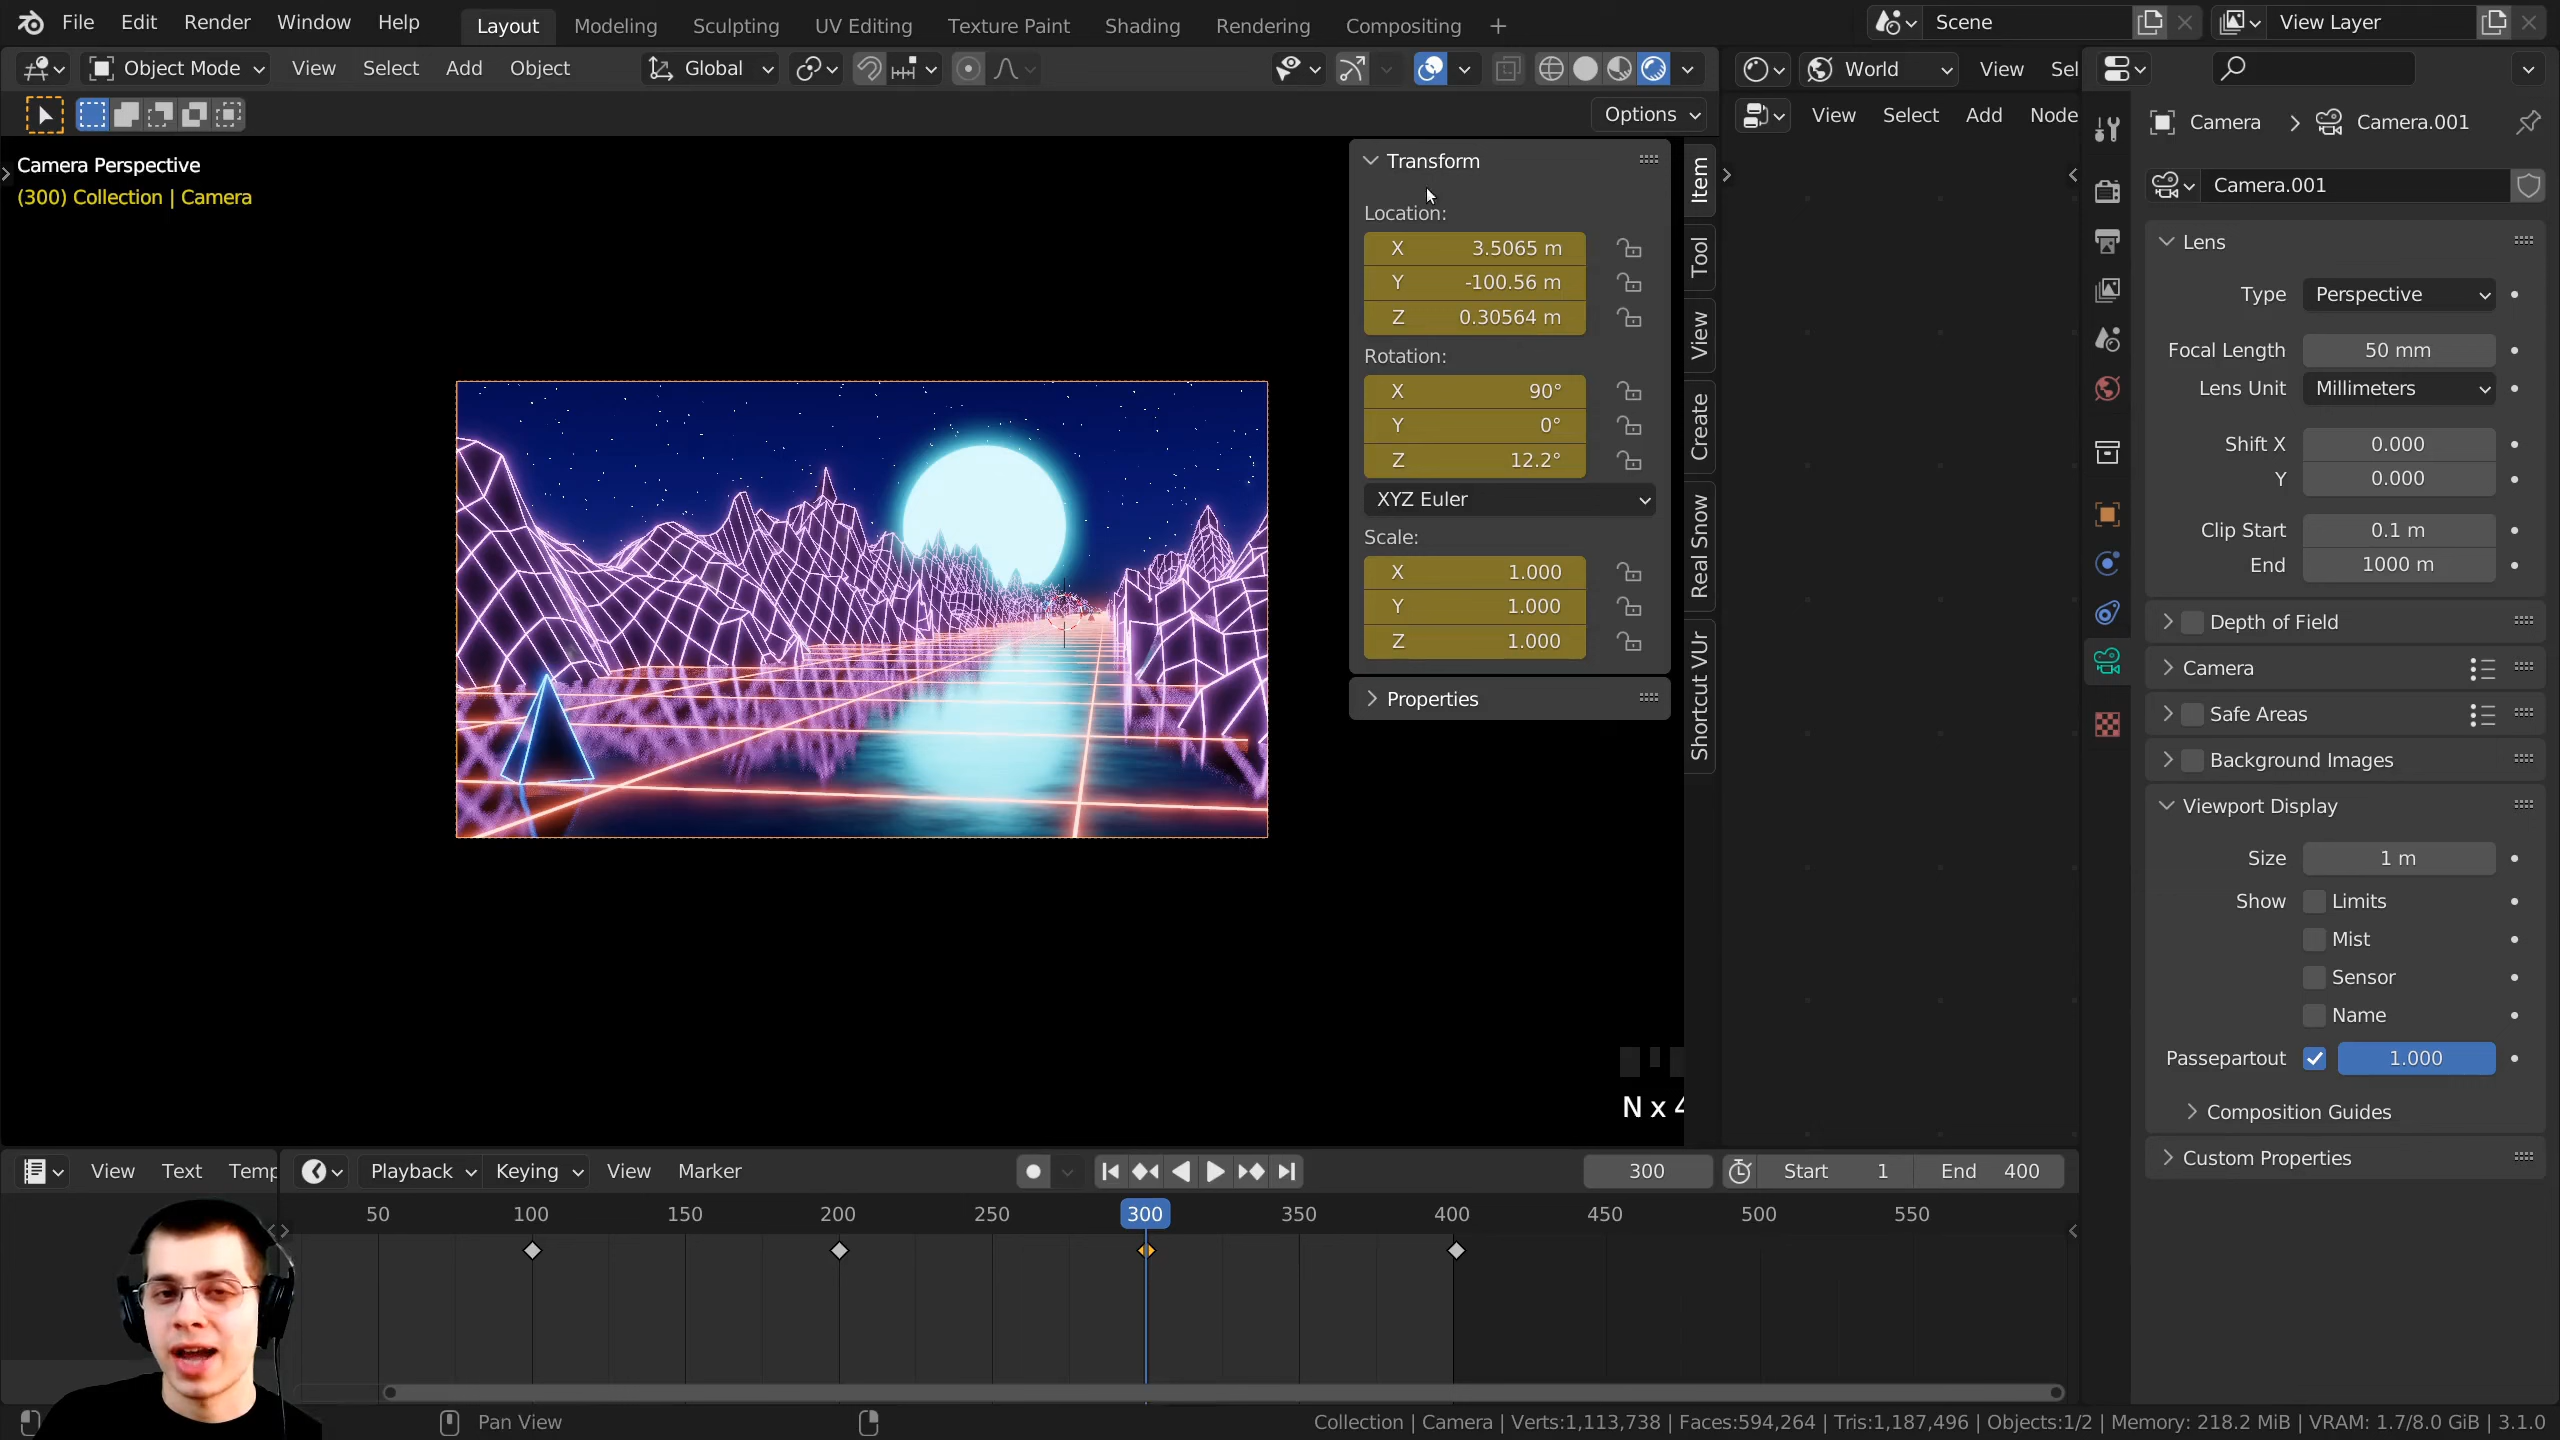 File Edit Render Window Help Layout Modeling Sculpting UV Editing Texture Paint Shading Rendering Compositing + Scene View Layer
Object Mode View Select Add Object Global World View Sel
Options View Select Add Node
Camera Perspective
(300) Collection | Camera
Transform
Location:
X 3.5065 m
Y -100.56 m
Z 0.30564 m
Rotation:
X 90°
Y 0°
Z 12.2°
XYZ Euler
Scale:
X 1.000
Y 1.000
Z 1.000
Properties
Item
Tool
View
Create
Real Snow
Shortcut VUr
Camera > Camera.001
Camera.001
Lens
Type Perspective
Focal Length 50 mm
Lens Unit Millimeters
Shift X 0.000
Y 0.000
Clip Start 0.1 m
End 1000 m
Depth of Field
Camera
Safe Areas
Background Images
Viewport Display
Size 1 m
Show Limits
Mist
Sensor
Name
Passepartout 1.000
Composition Guides
Custom Properties
N x 4
View Text Temp Playback Keying View Marker 300 Start 1 End 400
50 100 150 200 250 300 350 400 450 500 550
Pan View Collection | Camera | Verts:1,113,738 | Faces:594,264 | Tris:1,187,496 | Objects:1/2 | Memory: 218.2 MiB | VRAM: 1.7/8.0 GiB | 3.1.0